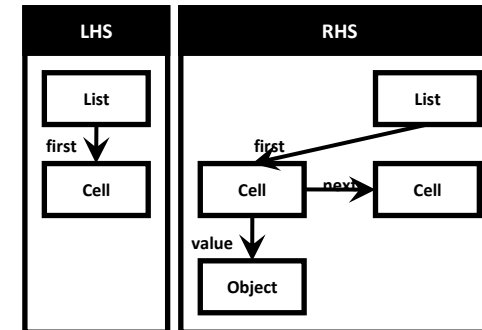 LHS
RHS
List
List
first
first
Cell
Cell
next
Cell
value
Object